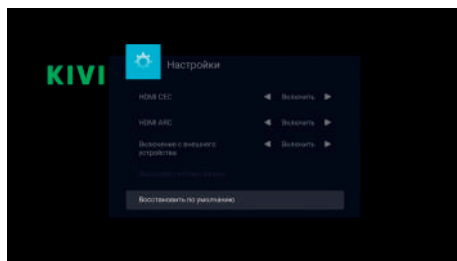 KIVI
Настройки
HDMI CEC
Включить
HDMI ARC
Включить
Включение с внешнего
устройства
Включить
Восстановить по умолчанию